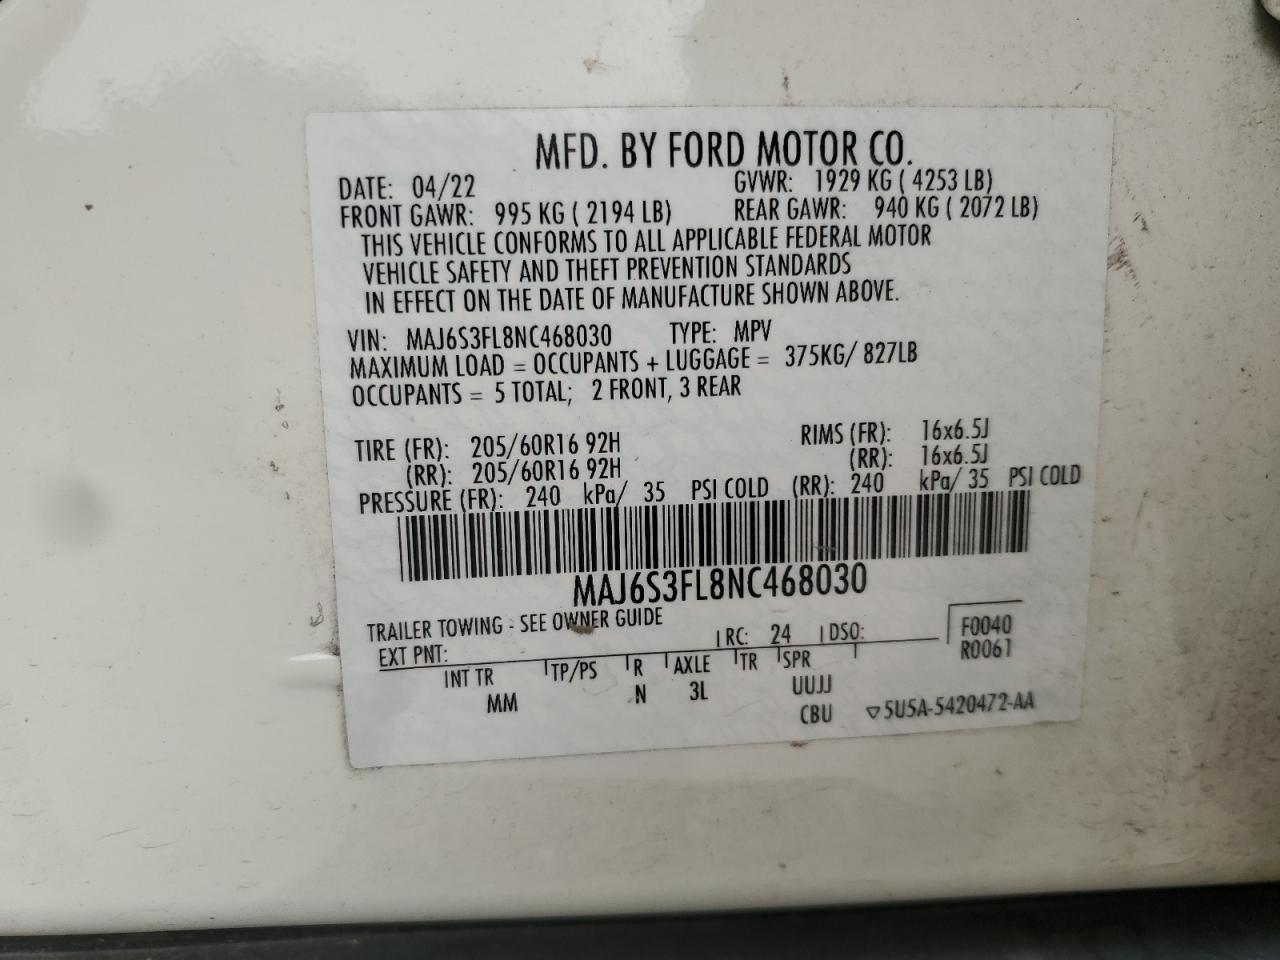 MFD. BY FORD MOTOR CO.
DATE: 04/22 GVWR: 1929 KG ( 4253 LB)
FRONT GAWR: 995 KG ( 2194 LB) REAR GAWR: 940 KG ( 2072 LB)
THIS VEHICLE CONFORMS TO ALL APPLICABLE FEDERAL MOTOR
VEHICLE SAFETY AND THEFT PREVENTION STANDARDS
IN EFFECT ON THE DATE OF MANUFACTURE SHOWN ABOVE.
VIN: MAJ6S3FL8NC468030 TYPE: MPV
MAXIMUM LOAD = OCCUPANTS + LUGGAGE = 375KG/ 827LB
OCCUPANTS = 5 TOTAL; 2 FRONT, 3 REAR
TIRE (FR): 205/60R16 92H RIMS (FR): 16x6.5J
(RR): 205/60R16 92H (RR): 16x6.5J
PRESSURE (FR): 240 kPa/ 35 PSI COLD (RR): 240 kPa/ 35 PSI COLD
MAJ6S3FL8NC468030
TRAILER TOWING - SEE OWNER GUIDE
EXT PNT: RC: 24 DSO: F0040
INT TR TP/PS R AXLE TR SPR R0061
MM N 3L UUJJ
CBU ▽5U5A-5420472-AA